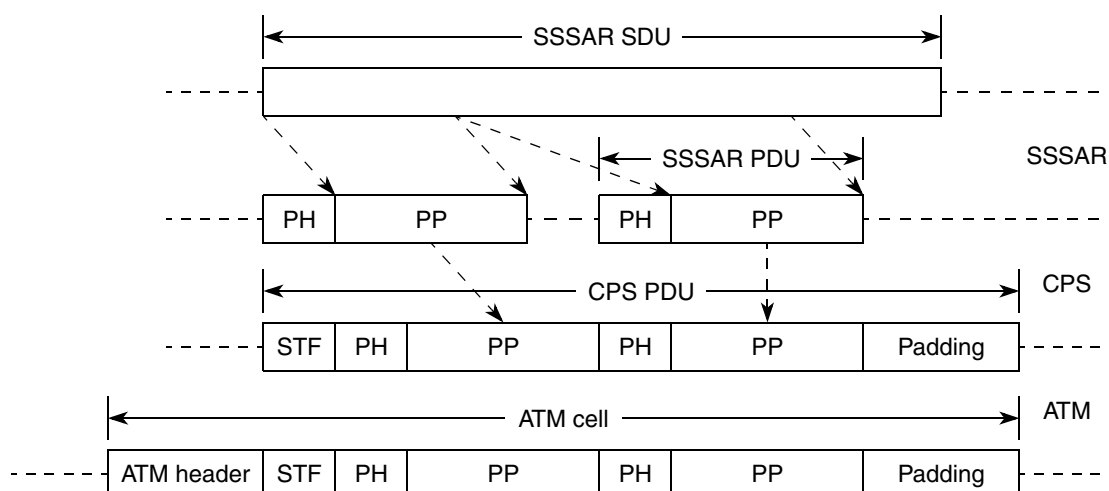 SSSAR SDU
SSSAR PDU
SSSAR
PH PP PH PP
CPS PDU
CPS
STF PH PP PH PP Padding
ATM cell
ATM
ATM header STF PH PP PH PP Padding